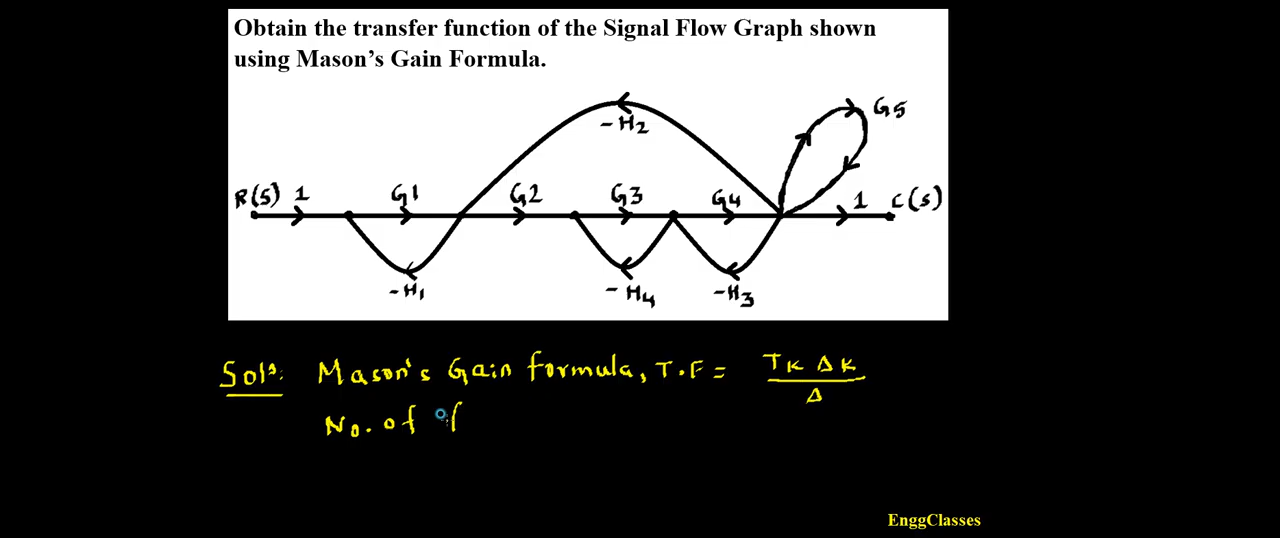 Obtain the transfer function of the Signal Flow Graph shown
using Mason's Gain Formula.
G5
-H2
R(S) 1 G1 G2 G3 G4 1 C(s)
-H1 -H4 -H3
Soln: Mason's Gain formula, T.F = TK ΔK / Δ
No. of
EnggClasses